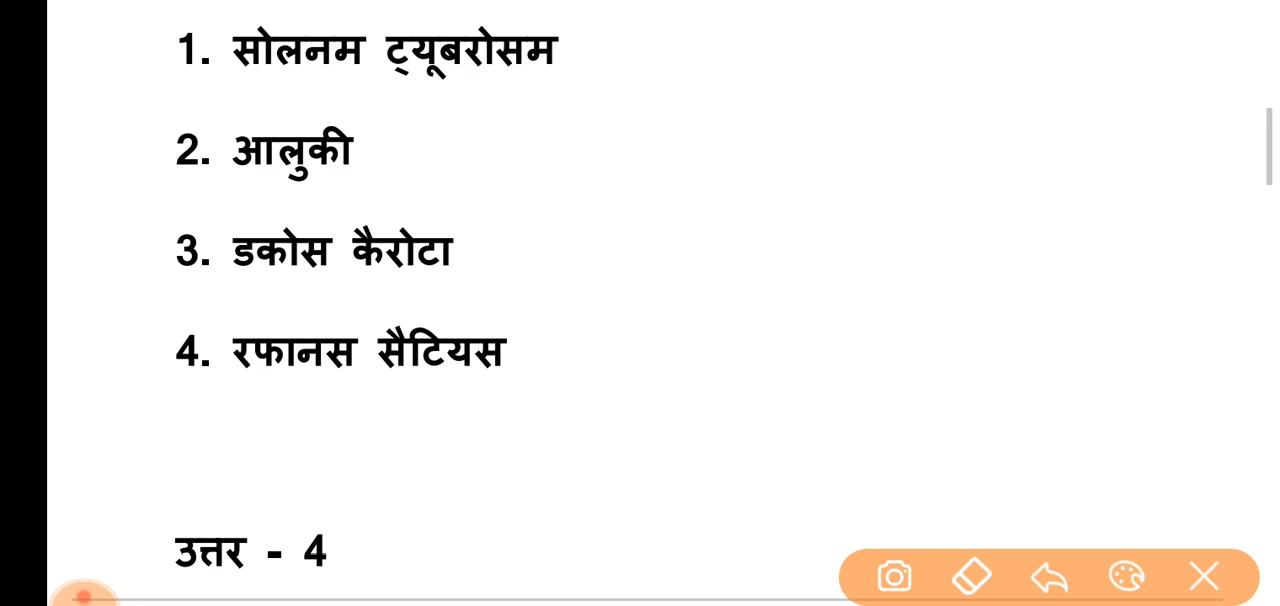 1. सोलनम ट्यूबरोसम
2. आलुकी
3. डकोस कैरोटा
4. रफानस सैटियस
उत्तर - 4